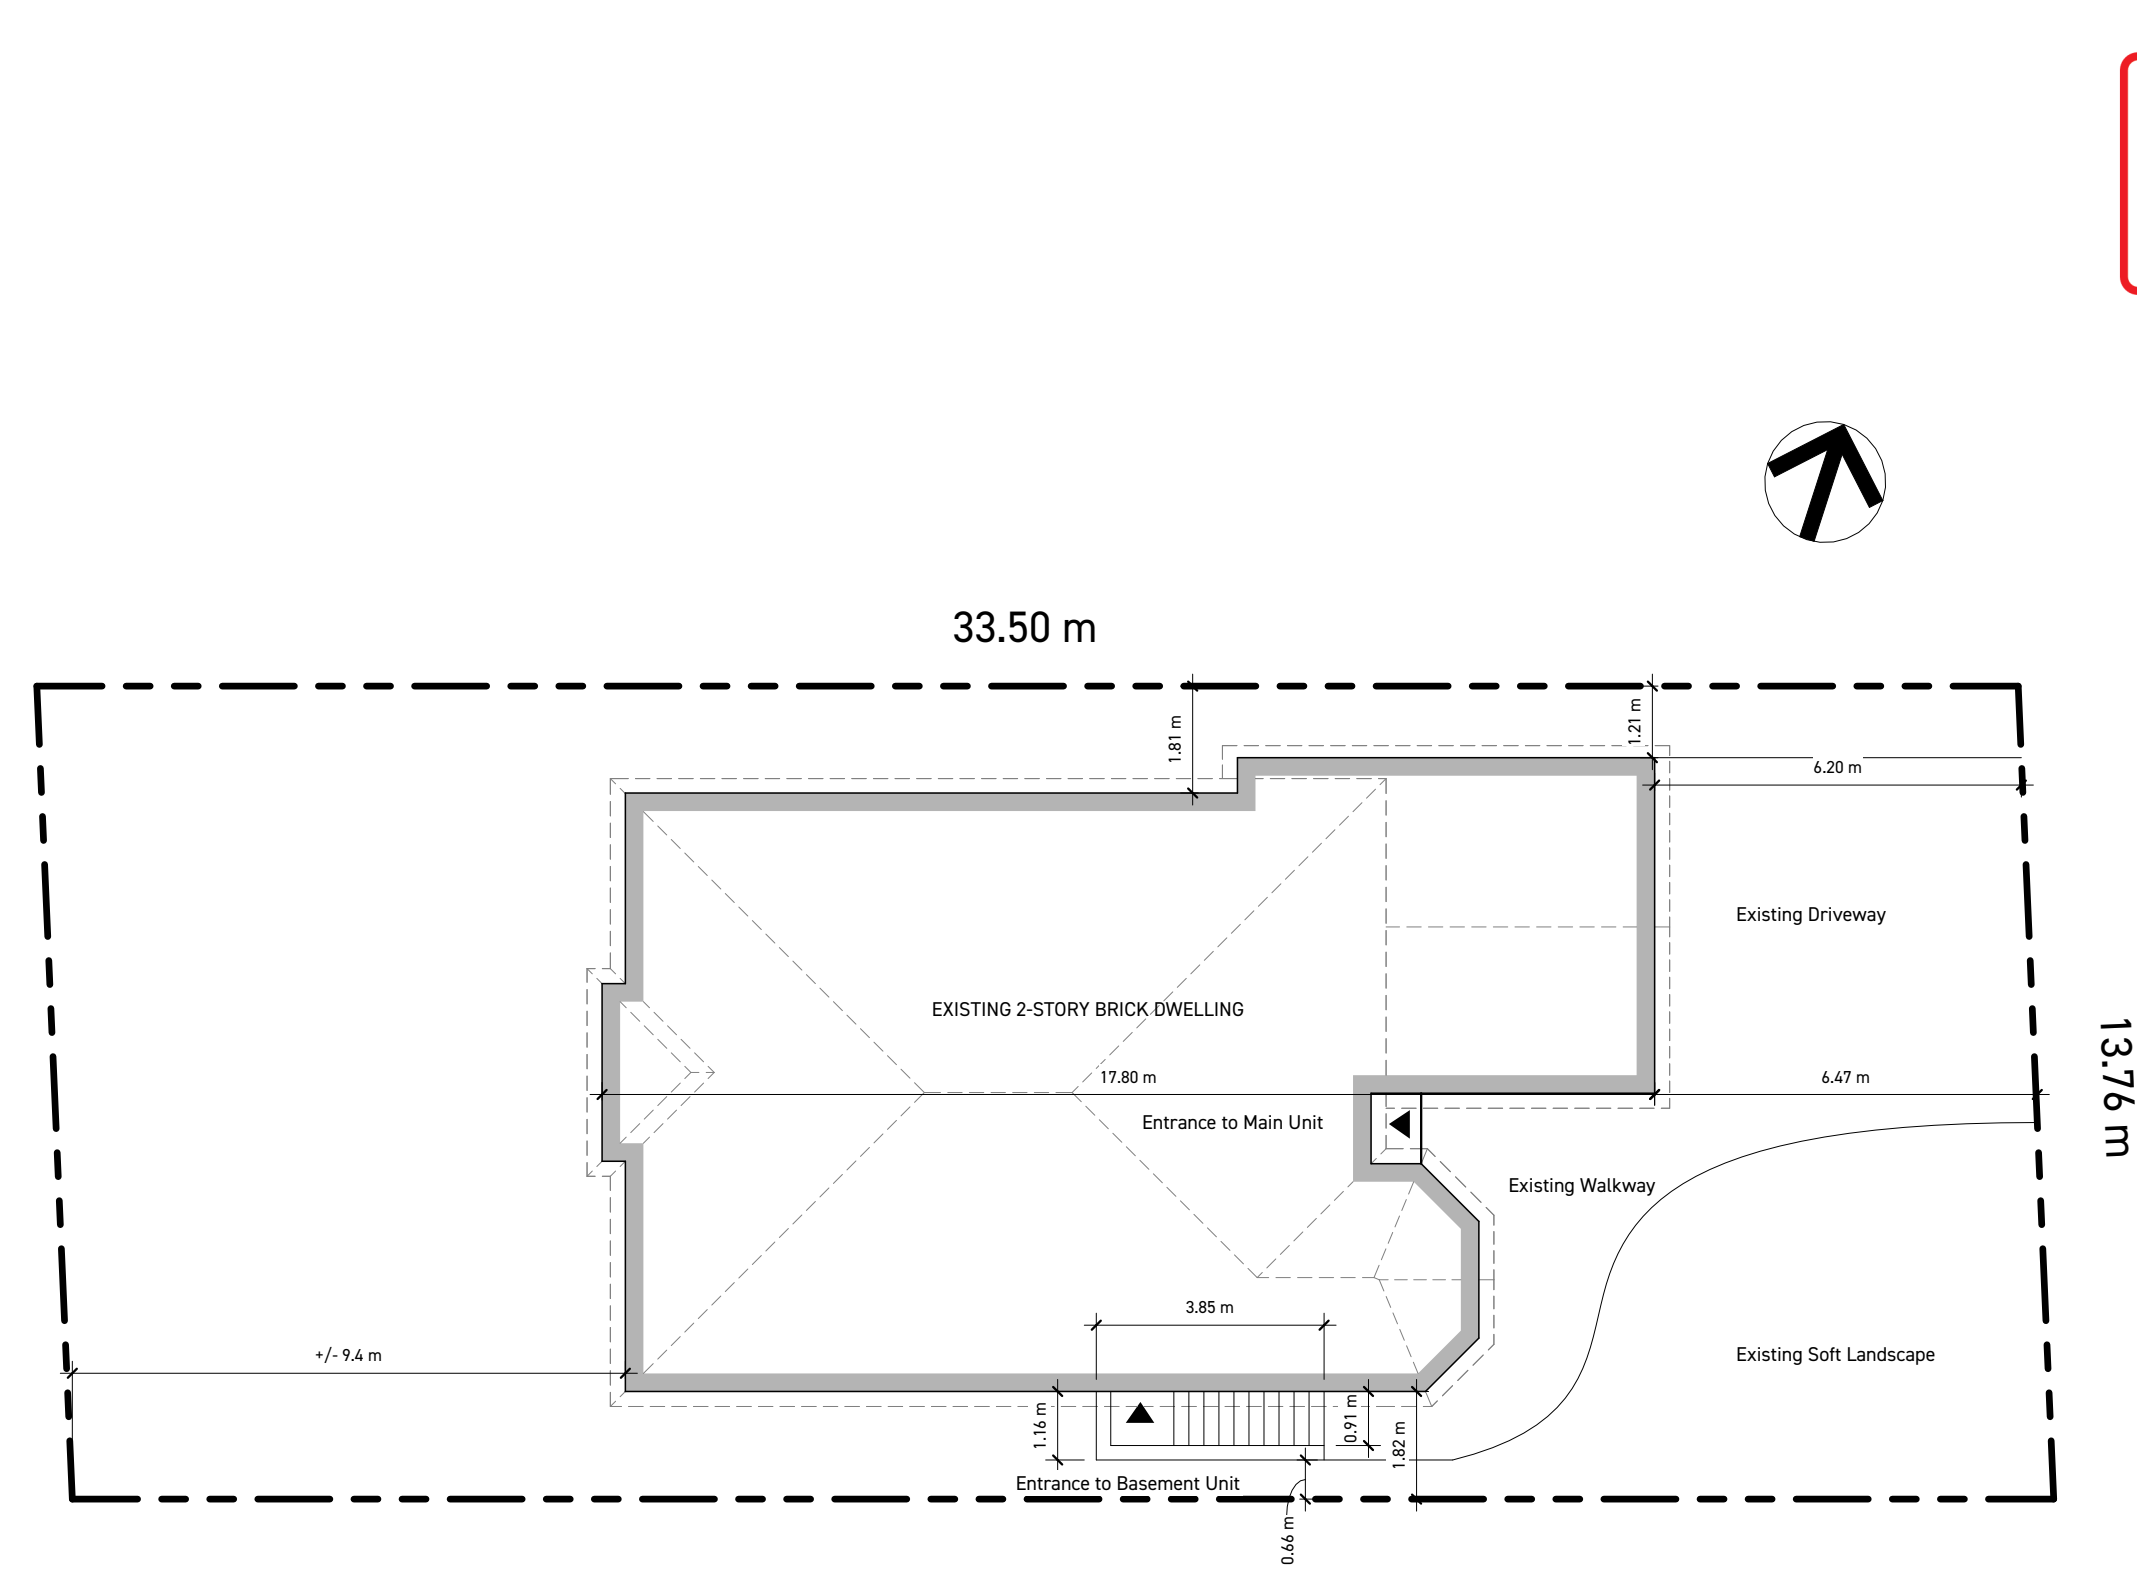 33.50 m
1.81 m
1.21 m
6.20 m
Existing Driveway
EXISTING 2-STORY BRICK DWELLING
13.76 m
17.80 m
6.47 m
Entrance to Main Unit
Existing Walkway
3.85 m
+/- 9.4 m
Existing Soft Landscape
1.16 m
0.91 m
1.82 m
Entrance to Basement Unit
0.66 m